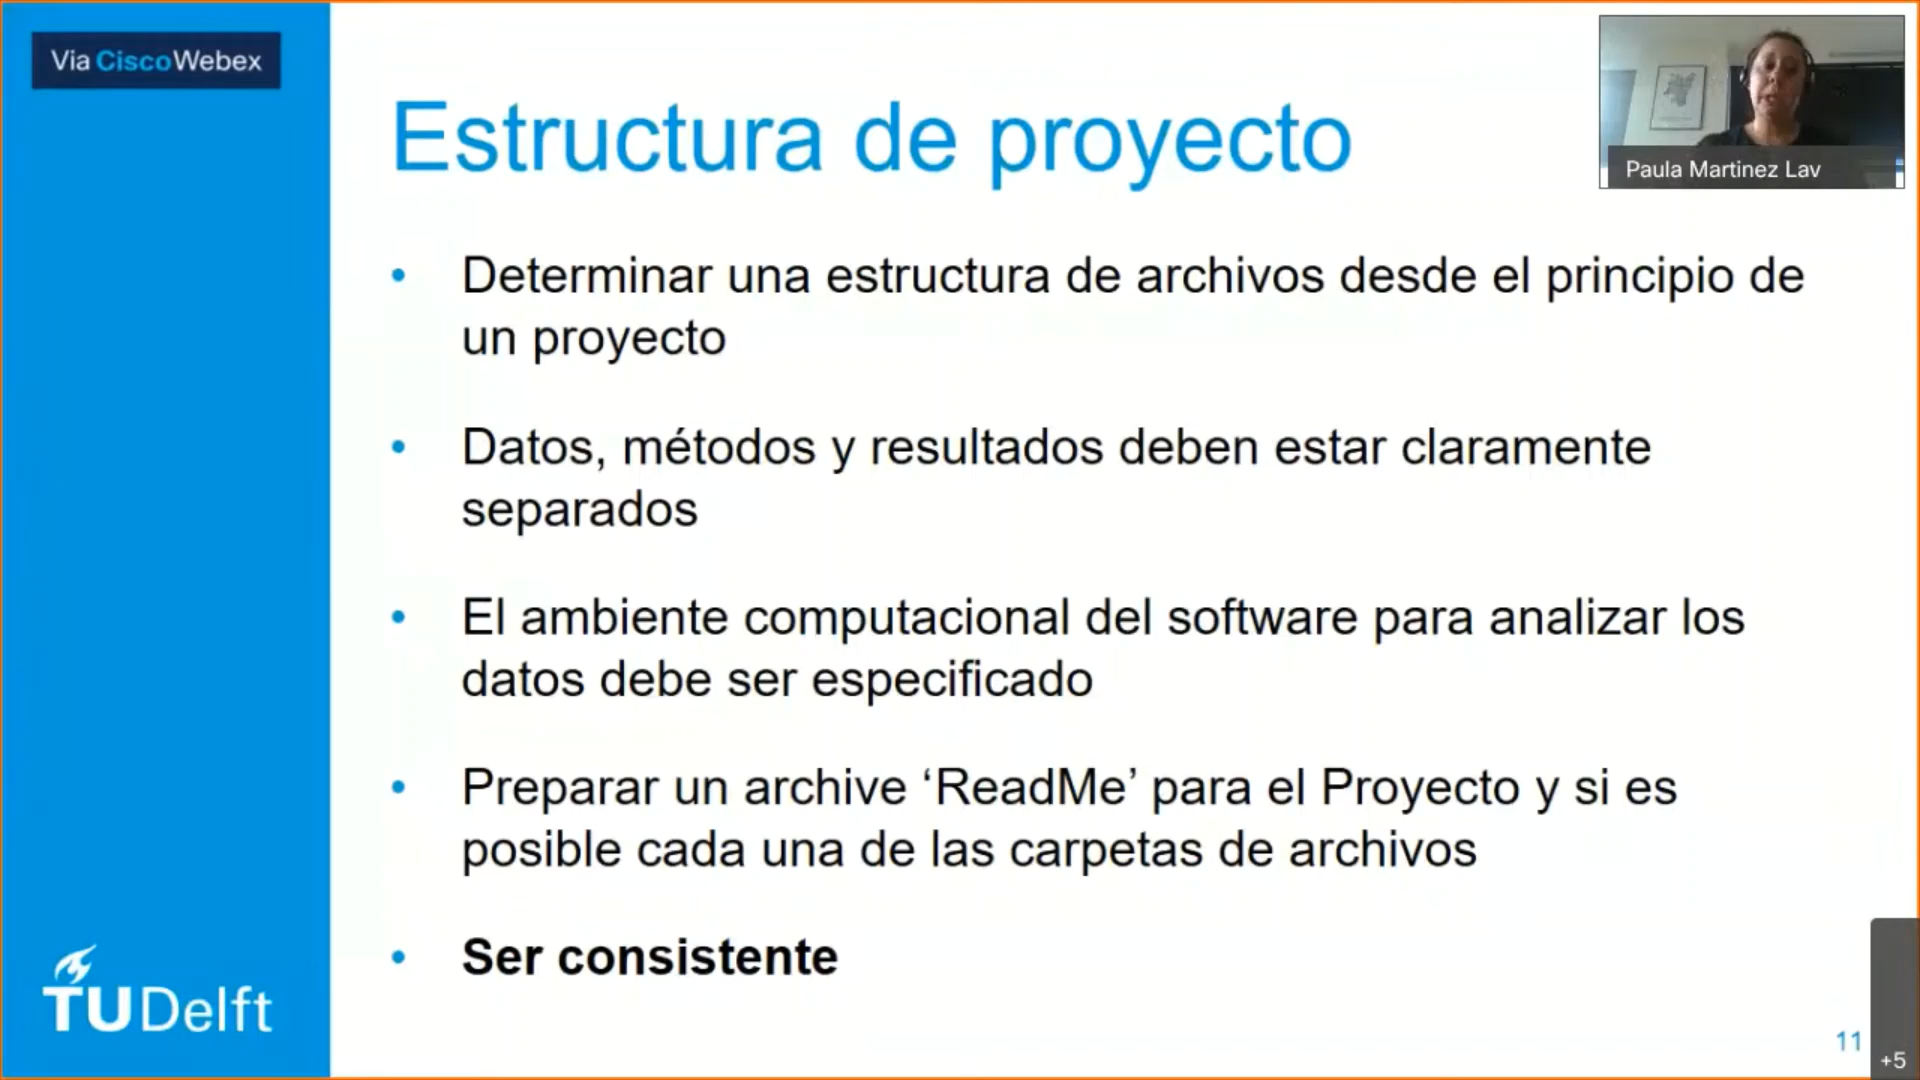 Via CiscoWebex
Estructura de proyecto
Paula Martinez Lav
• Determinar una estructura de archivos desde el principio de
un proyecto
• Datos, métodos y resultados deben estar claramente
separados
• El ambiente computacional del software para analizar los
datos debe ser especificado
• Preparar un archive ‘ReadMe’ para el Proyecto y si es
posible cada una de las carpetas de archivos
• Ser consistente
TUDelft
11
+5